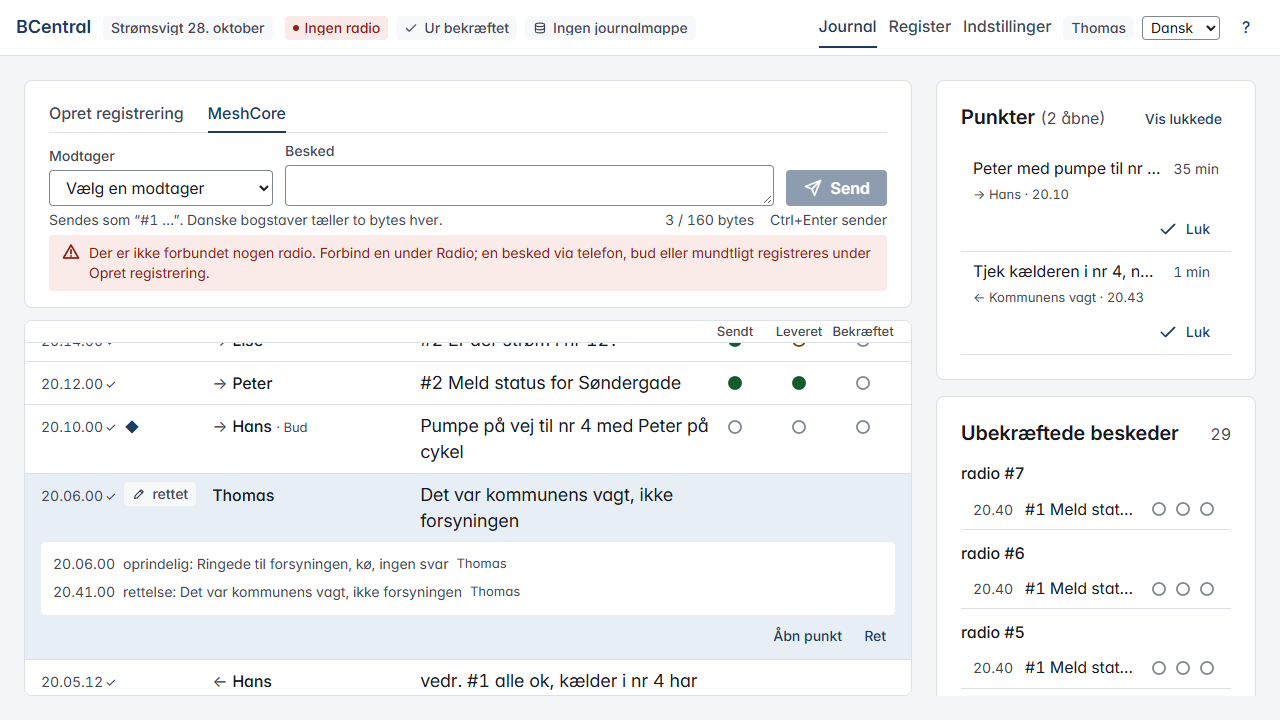 BCentral
Strømsvigt 28. oktober
Ingen radio
Ur bekræftet
Ingen journalmappe
Journal
Register
Indstillinger
Thomas
Dansk
?
Opret registrering
MeshCore
Modtager
Besked
Vælg en modtager
Send
Sendes som “#1 …”. Danske bogstaver tæller to bytes hver.
3 / 160 bytes
Ctrl+Enter sender
Der er ikke forbundet nogen radio. Forbind en under Radio; en besked via telefon, bud eller mundtligt registreres under
Opret registrering.
Sendt
Leveret
Bekræftet
20.12.00 → Peter #2 Meld status for Søndergade
20.10.00 → Hans · Bud Pumpe på vej til nr 4 med Peter på
cykel
20.06.00 rettet Thomas Det var kommunens vagt, ikke
forsyningen
20.06.00 oprindelig: Ringede til forsyningen, kø, ingen svar Thomas
20.41.00 rettelse: Det var kommunens vagt, ikke forsyningen Thomas
Åbn punkt
Ret
20.05.12 ← Hans vedr. #1 alle ok, kælder i nr 4 har
Punkter (2 åbne)
Vis lukkede
Peter med pumpe til nr ... 35 min
→ Hans · 20.10
Luk
Tjek kælderen i nr 4, n... 1 min
← Kommunens vagt · 20.43
Luk
Ubekræftede beskeder 29
radio #7
20.40 #1 Meld stat...
radio #6
20.40 #1 Meld stat...
radio #5
20.40 #1 Meld stat...